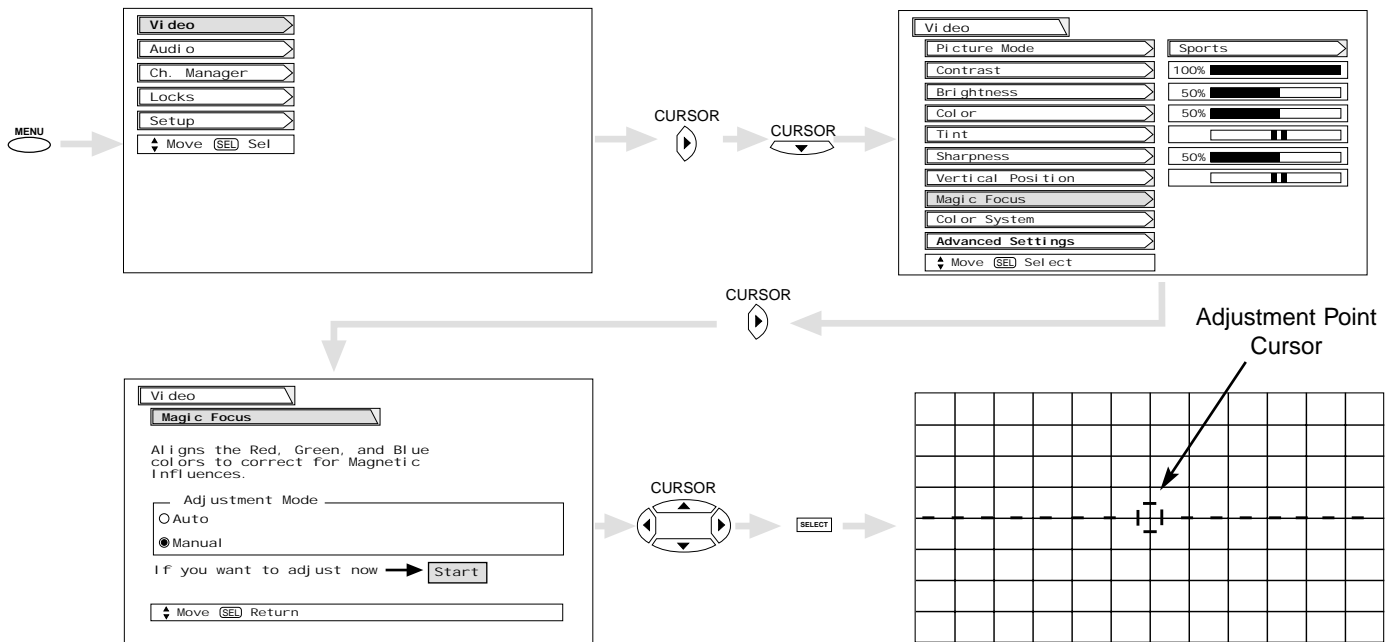 MENU
Video
Audio
Ch. Manager
Locks
Setup
Move SEL Sel
CURSOR
CURSOR
Video
Picture Mode
Sports
Contrast
100%
Brightness
50%
Color
50%
Tint
Sharpness
50%
Vertical Position
Magic Focus
Color System
Advanced Settings
Move SEL Select
CURSOR
Video
Magic Focus
Aligns the Red, Green, and Blue
colors to correct for Magnetic
Influences.
Adjustment Mode
Auto
Manual
If you want to adjust now
Start
Move SEL Return
CURSOR
SELECT
Adjustment Point
Cursor